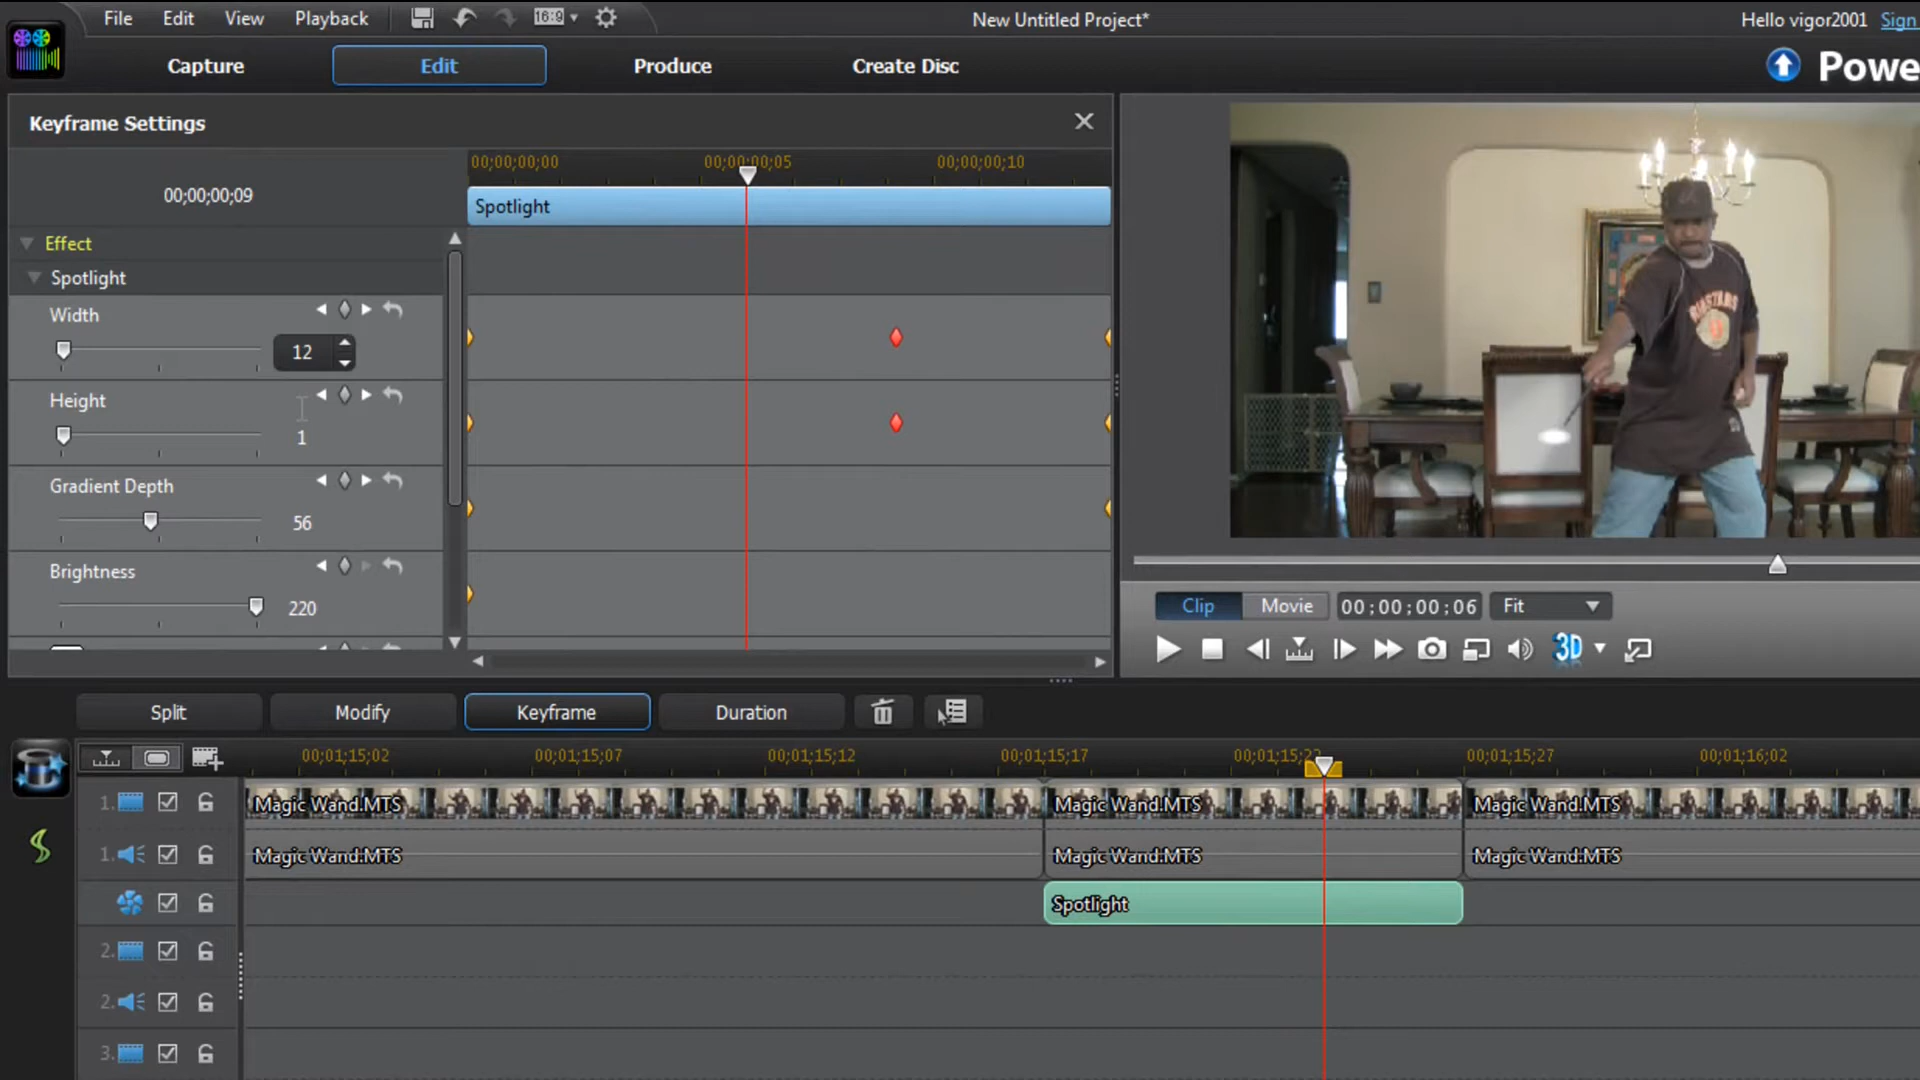 File Edit View Playback 16:9 New Untitled Project* Hello vigor2001 Sign
Capture Edit Produce Create Disc Powe
Keyframe Settings
00;00;00;00 00;00;00;05 00;00;00;10
00;00;00;09
Spotlight
Effect
Spotlight
Width
12
Height
1
Gradient Depth
56
Brightness
220
Clip Movie 00;00;00;06 Fit
3D
Split Modify Keyframe Duration
00;01;15;02 00;01;15;07 00;01;15;12 00;01;15;17 00;01;15;22 00;01;15;27 00;01;16;02
1. Magic Wand.MTS Magic Wand.MTS Magic Wand.MTS
1. Magic Wand.MTS Magic Wand.MTS Magic Wand.MTS
Spotlight
2.
2.
3.